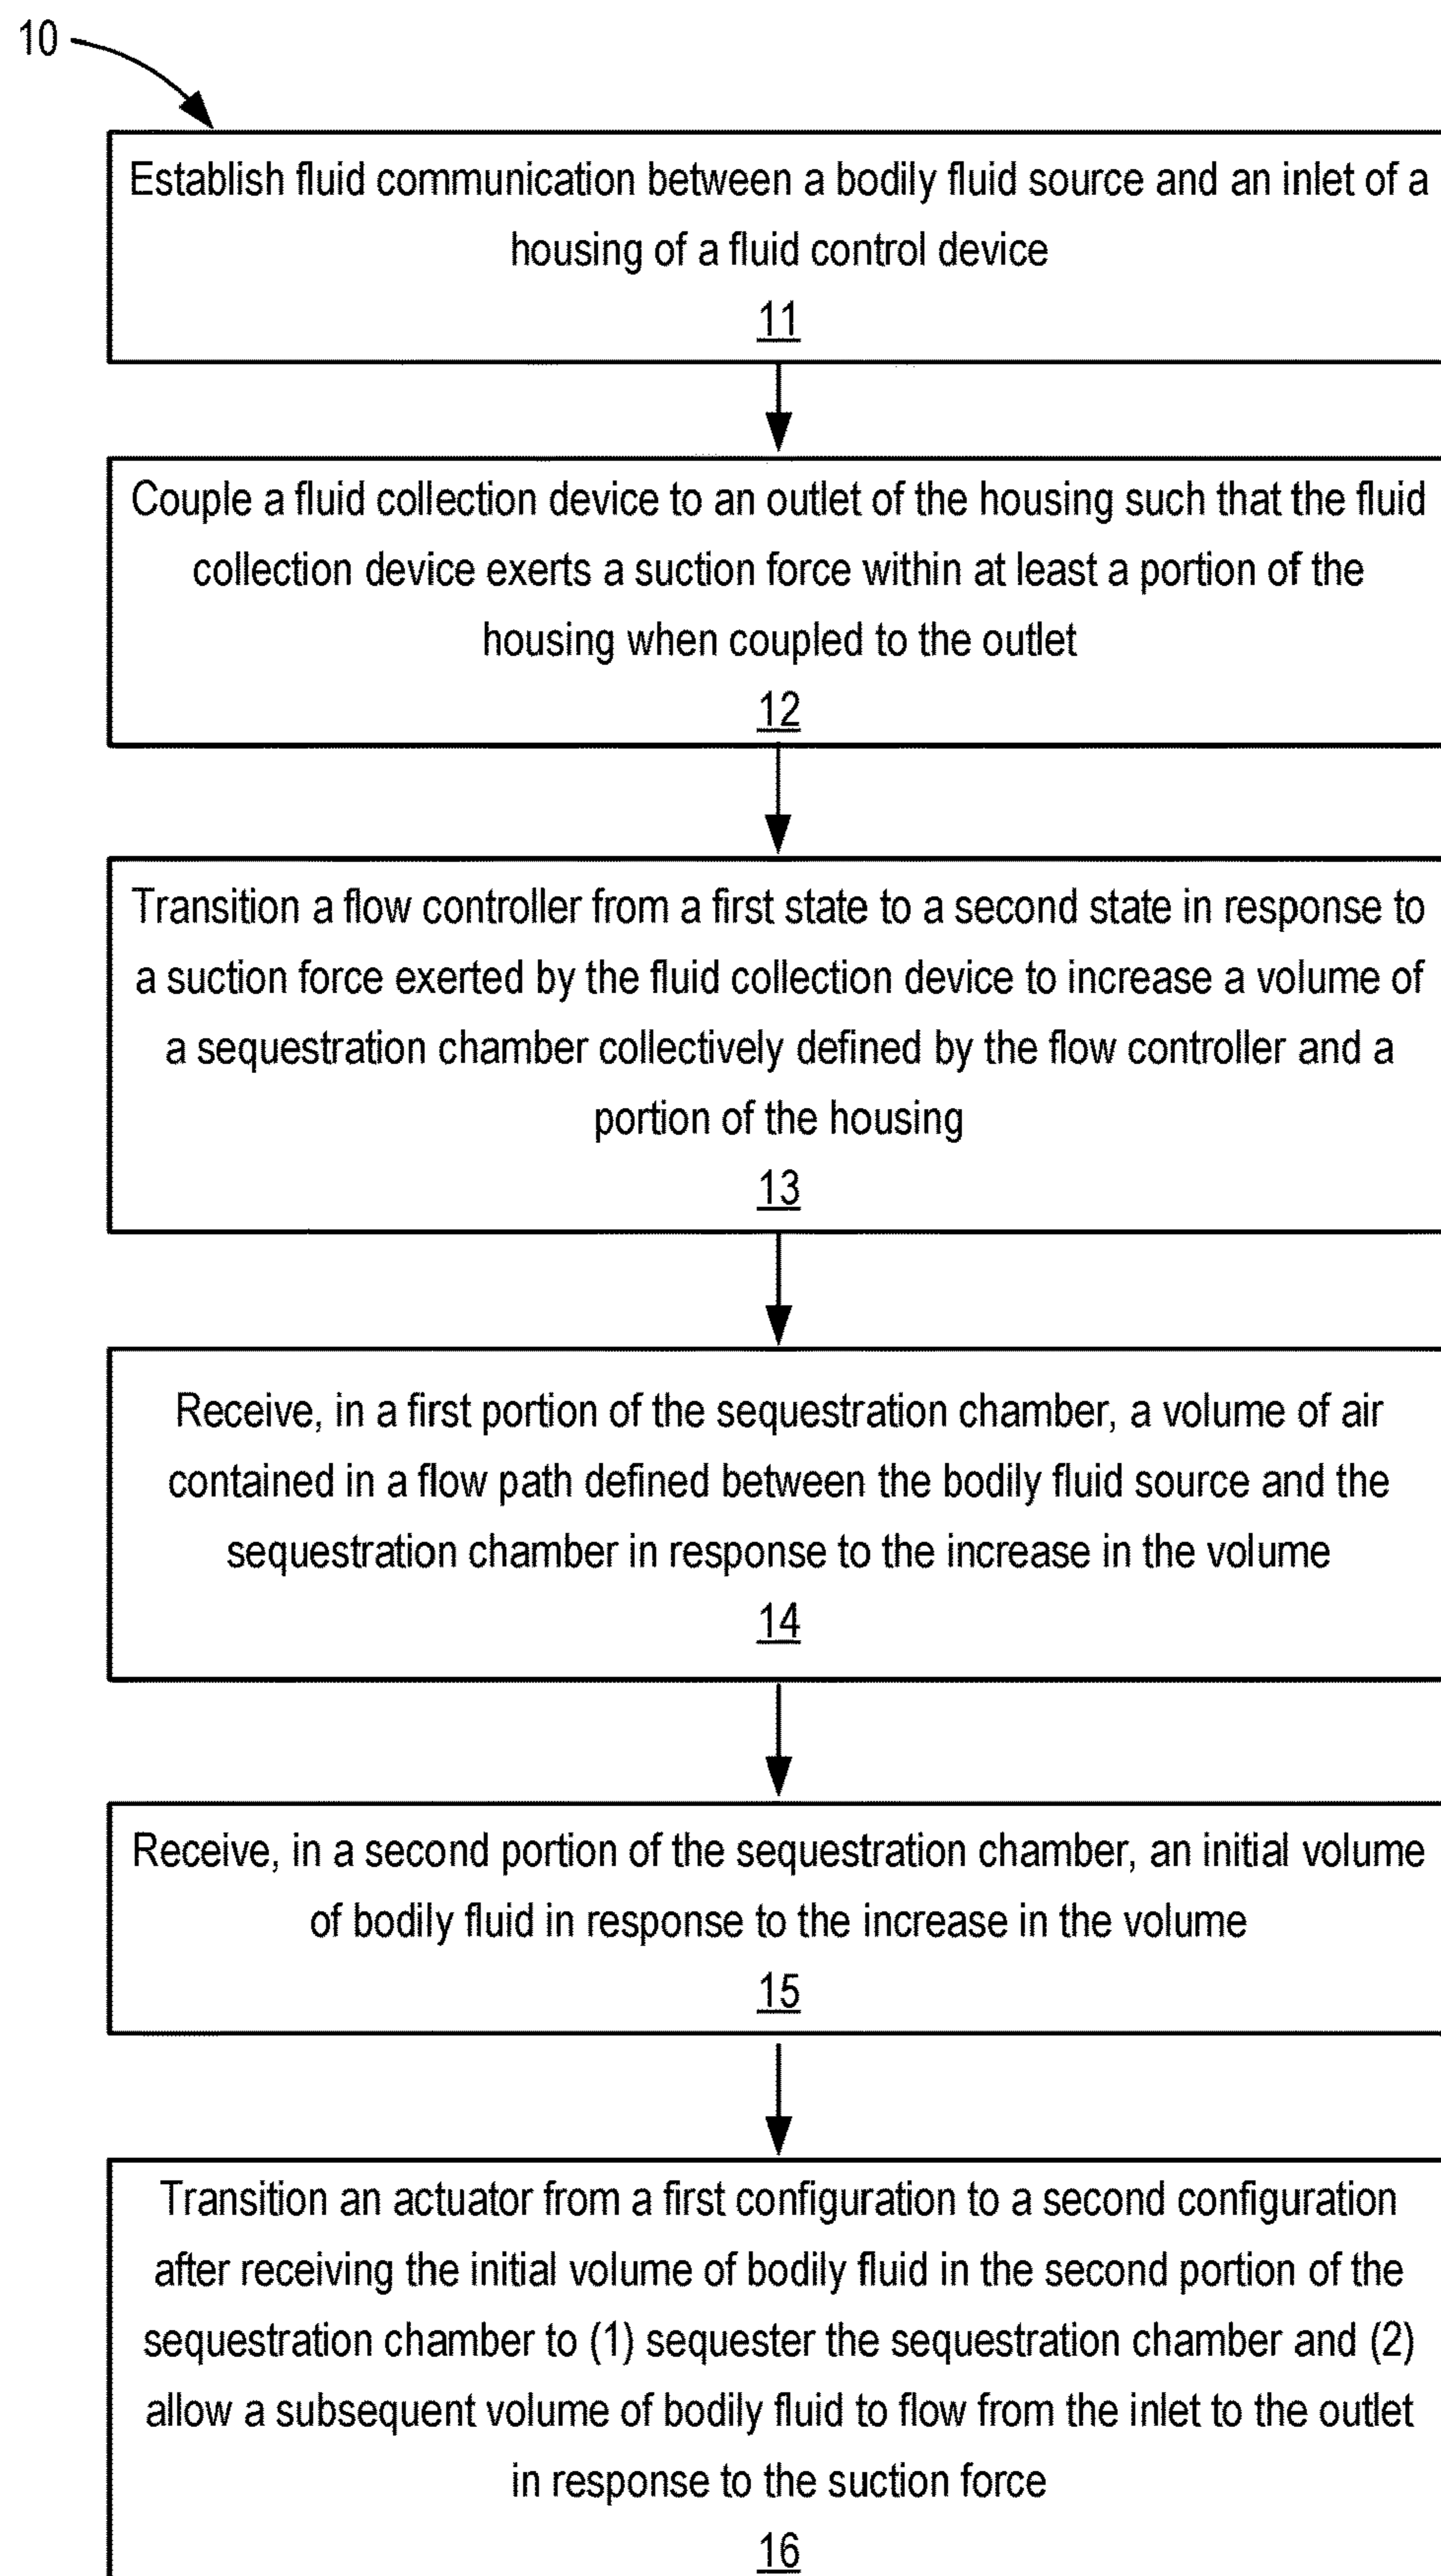 10
Establish fluid communication between a bodily fluid source and an inlet of a
housing of a fluid control device
11
Couple a fluid collection device to an outlet of the housing such that the fluid
collection device exerts a suction force within at least a portion of the
housing when coupled to the outlet
12
Transition a flow controller from a first state to a second state in response to
a suction force exerted by the fluid collection device to increase a volume of
a sequestration chamber collectively defined by the flow controller and a
portion of the housing
13
Receive, in a first portion of the sequestration chamber, a volume of air
contained in a flow path defined between the bodily fluid source and the
sequestration chamber in response to the increase in the volume
14
Receive, in a second portion of the sequestration chamber, an initial volume
of bodily fluid in response to the increase in the volume
15
Transition an actuator from a first configuration to a second configuration
after receiving the initial volume of bodily fluid in the second portion of the
sequestration chamber to (1) sequester the sequestration chamber and (2)
allow a subsequent volume of bodily fluid to flow from the inlet to the outlet
in response to the suction force
16